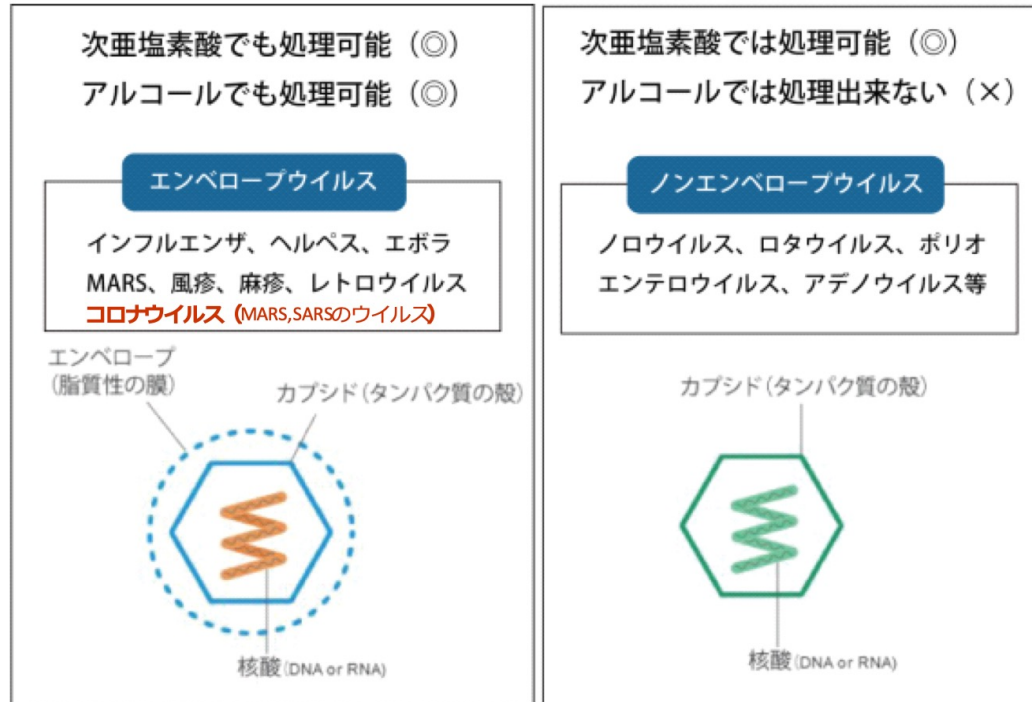 次亜塩素酸でも処理可能（◎）
アルコールでも処理可能（◎）
エンベロープウイルス
インフルエンザ、ヘルペス、エボラ
MARS、風疹、麻疹、レトロウイルス
コロナウイルス（MARS,SARSのウイルス）
エンベロープ
（脂質性の膜）
カプシド（タンパク質の殻）
核酸（DNA or RNA）
次亜塩素酸では処理可能（◎）
アルコールでは処理出来ない（×）
ノンエンベロープウイルス
ノロウイルス、ロタウイルス、ポリオ
エンテロウイルス、アデノウイルス等
カプシド（タンパク質の殻）
核酸（DNA or RNA）